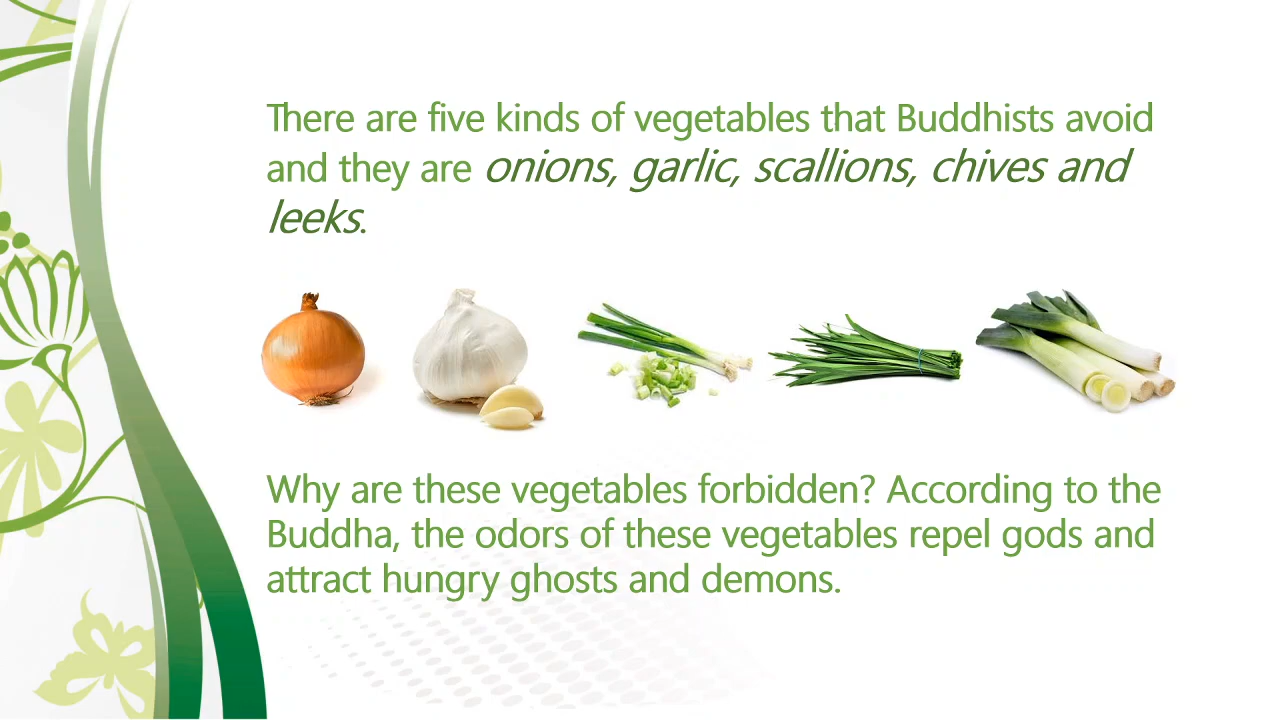 There are five kinds of vegetables that Buddhists avoid
and they are onions, garlic, scallions, chives and
leeks.
Why are these vegetables forbidden? According to the
Buddha, the odors of these vegetables repel gods and
attract hungry ghosts and demons.